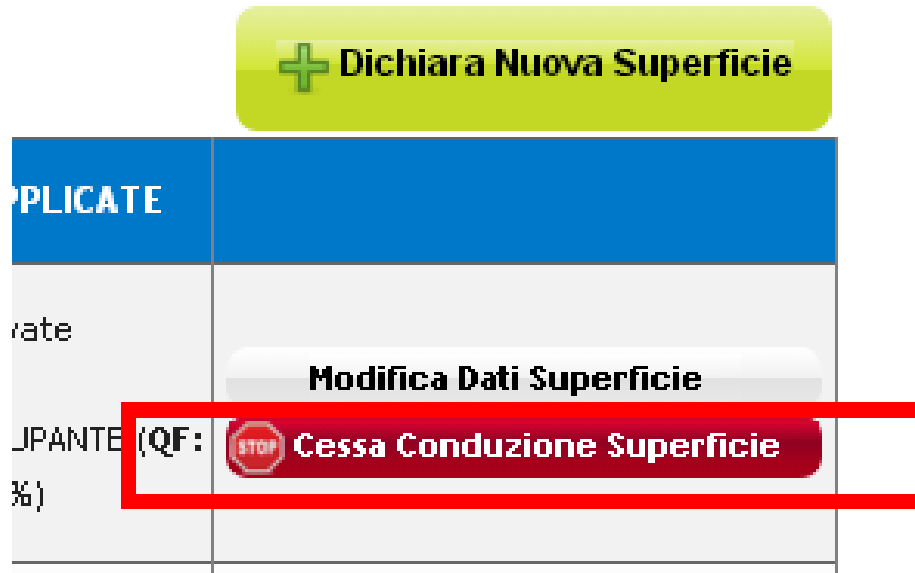 Dichiara Nuova Superficie
PPLICATE
vate
Modifica Dati Superficie
UPANTE (QF:
STOP Cessa Conduzione Superficie
%)